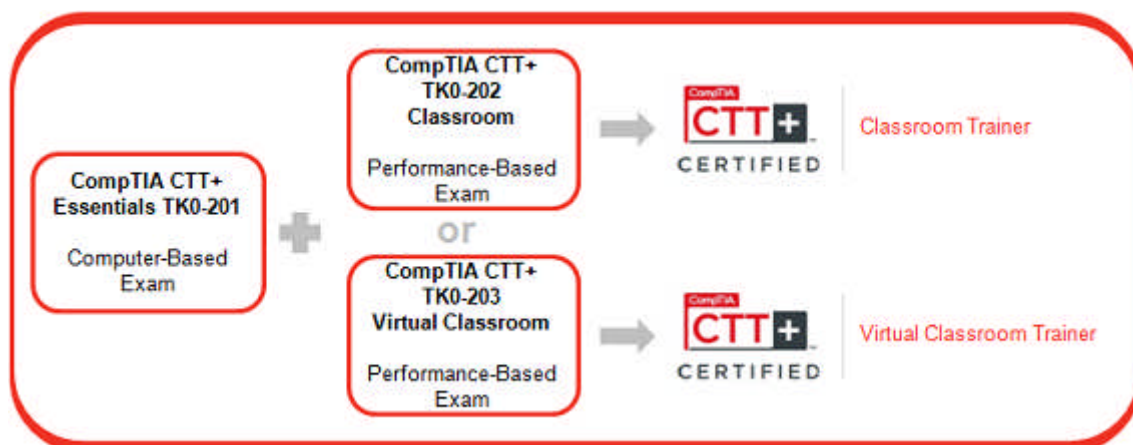 CompTIA CTT+
Essentials TK0-201
Computer-Based
Exam
CompTIA CTT+
TK0-202
Classroom
Performance-Based
Exam
or
CompTIA CTT+
TK0-203
Virtual Classroom
Performance-Based
Exam
CompTIA
CTT+
CERTIFIED
Classroom Trainer
CompTIA
CTT+
CERTIFIED
Virtual Classroom Trainer